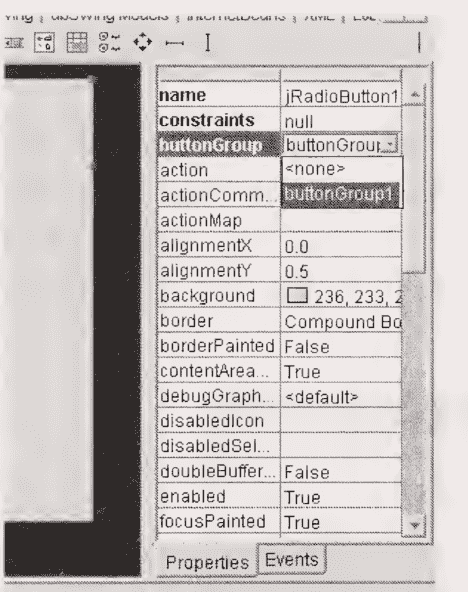 name jRadioButton1
constraints null
buttonGroup buttonGroup
action <none>
actionComm... buttonGroup1
actionMap
alignmentX 0.0
alignmentY 0.5
background 236, 233, 2
border Compound Bo
borderPainted False
contentArea... True
debugGraph... <default>
disabledIcon
disabledSel...
doubleBuffer... False
enabled True
focusPainted True
Properties Events